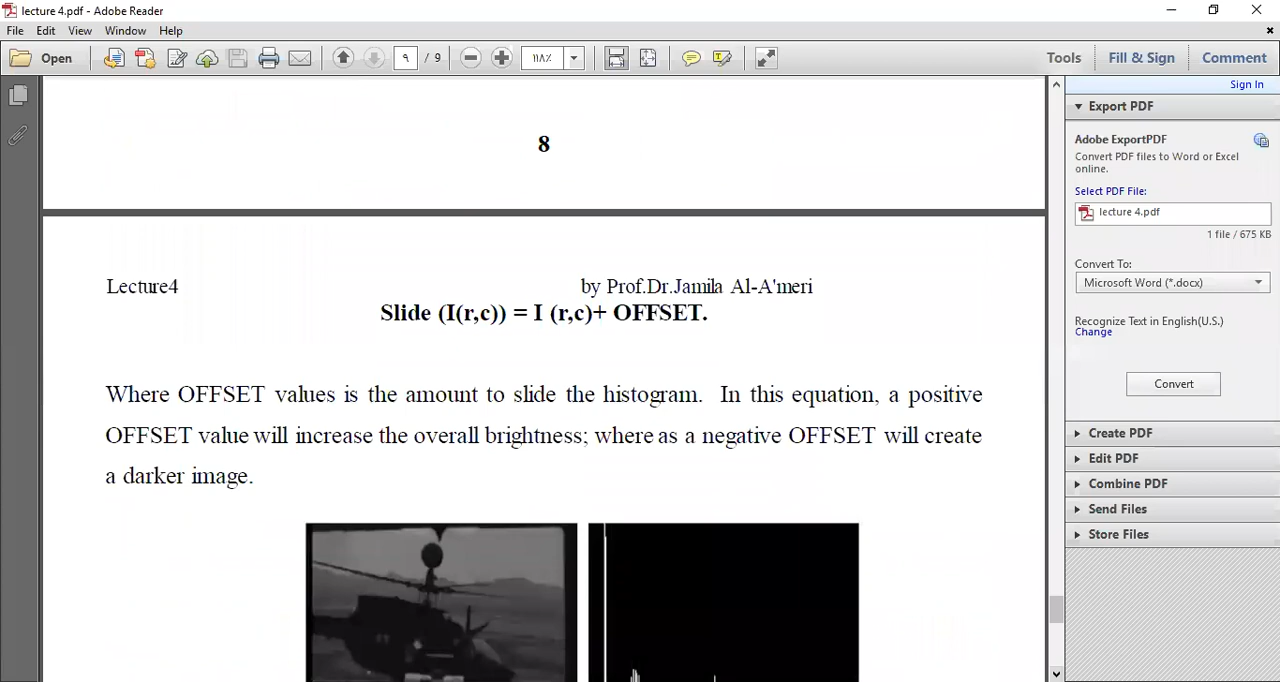 lecture 4.pdf - Adobe Reader
File Edit View Window Help
Open ٩ / 9 ١١٨٪ Tools Fill & Sign Comment
Sign In
Export PDF
Adobe ExportPDF
Convert PDF files to Word or Excel
online.
Select PDF File:
lecture 4.pdf
1 file / 675 KB
Convert To:
Microsoft Word (*.docx)
Recognize Text in English(U.S.)
Change
Convert
Create PDF
Edit PDF
Combine PDF
Send Files
Store Files
8
Lecture4 by Prof.Dr.Jamila Al-A'meri
Slide (I(r,c)) = I (r,c)+ OFFSET.
Where OFFSET values is the amount to slide the histogram. In this equation, a positive
OFFSET value will increase the overall brightness; where as a negative OFFSET will create
a darker image.